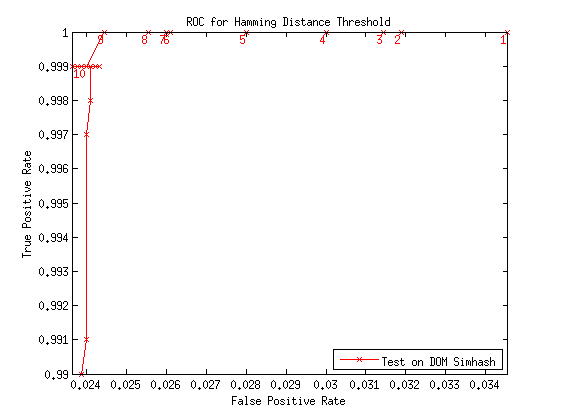 ROC for Hamming Distance Threshold
1
9 8 7 6 5 4 3 2 1
0.999
10
0.998
0.997
0.996
0.995
0.994
0.993
0.992
0.991
0.99
True Positive Rate
Test on DOM Simhash
0.024 0.025 0.026 0.027 0.028 0.029 0.03 0.031 0.032 0.033 0.034
False Positive Rate